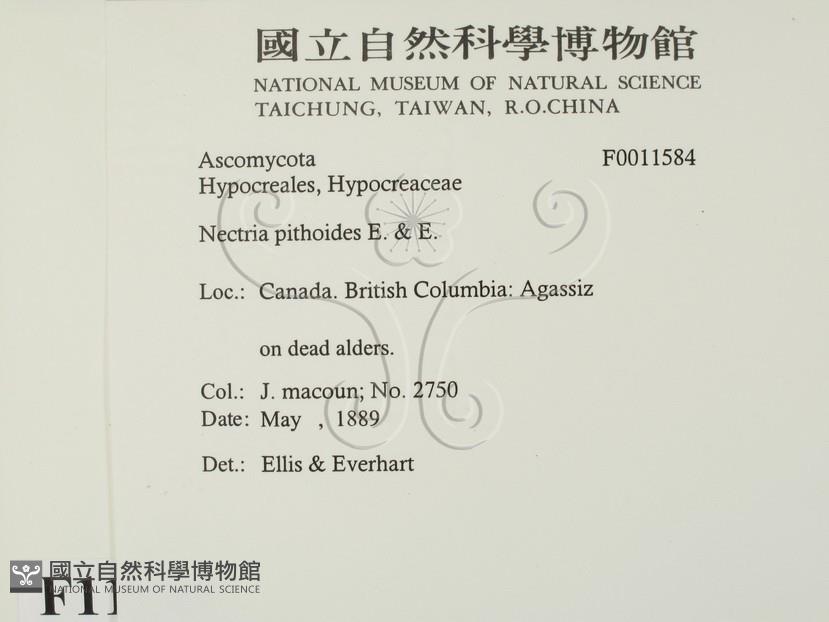 國立自然科學博物館
NATIONAL MUSEUM OF NATURAL SCIENCE
TAICHUNG, TAIWAN, R.O.CHINA
Ascomycota F0011584
Hypocreales, Hypocreaceae
Nectria pithoides E. & E.
Loc.: Canada. British Columbia: Agassiz
on dead alders.
Col.: J. macoun; No. 2750
Date: May , 1889
Det.: Ellis & Everhart
國立自然科學博物館
NATIONAL MUSEUM OF NATURAL SCIENCE